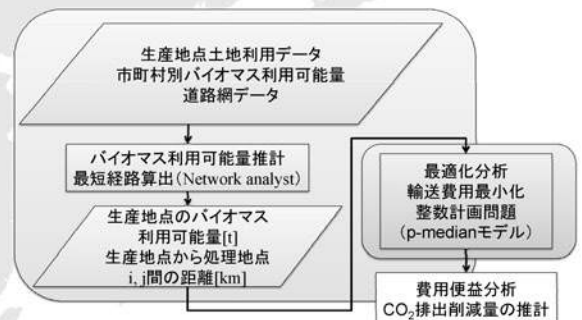 生産地点土地利用データ
市町村別バイオマス利用可能量
道路網データ
バイオマス利用可能量推計
最短経路算出(Network analyst)
生産地点のバイオマス
利用可能量[t]
生産地点から処理地点
i, j間の距離[km]
最適化分析
輸送費用最小化
整数計画問題
(p-medianモデル)
費用便益分析
CO₂排出削減量の推計